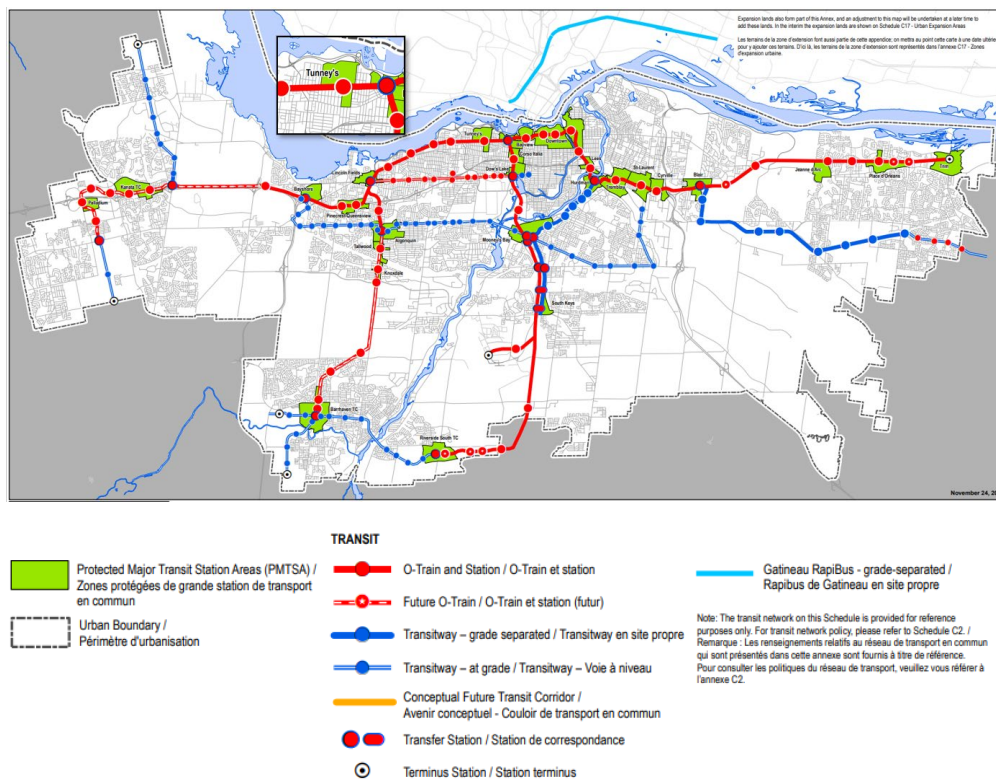 Expansion lands also form part of this Annex, and an adjustment to this map will be undertaken at a later time to
add these lands. In the interim the expansion lands are shown on Schedule C17 - Urban Expansion Areas
Les terrains de la zone d'extension font aussi partie de cette appendice; on mettra au point cette carte à une date
pour y ajouter ces terrains. D'ici là, les terrains de la zone d'extension sont représentés dans l'annexe C17 - Zones
d'expansion urbaine.
Tunney's
Tunney's
Bayview
Downtown
Corso Italia
Lincoln Fields
Dow's Lake
Lees
Hurdman
Tremblay
St-Laurent
Cyrville
Blair
Jeanne d'Arc
Place d'Orleans
Trim
Kanata TC
Palladium
Bayshore
Pinecrest Queensview
Algonquin
Tallwood
Knoxdale
Mooney's Bay
South Keys
Barrhaven TC
Riverside South TC
November 24, 20
TRANSIT
Protected Major Transit Station Areas (PMTSA) /
Zones protégées de grande station de transport
en commun
Urban Boundary /
Périmètre d'urbanisation
O-Train and Station / O-Train et station
Future O-Train / O-Train et station (futur)
Transitway – grade separated / Transitway en site propre
Transitway – at grade / Transitway – Voie à niveau
Conceptual Future Transit Corridor /
Avenir conceptuel - Couloir de transport en commun
Transfer Station / Station de correspondance
Terminus Station / Station terminus
Gatineau RapiBus - grade-separated /
Rapibus de Gatineau en site propre
Note: The transit network on this Schedule is provided for reference
purposes only. For transit network policy, please refer to Schedule C2. /
Remarque : Les renseignements relatifs au réseau de transport en commun
qui sont présentés dans cette annexe sont fournis à titre de référence.
Pour consulter les politiques du réseau de transport, veuillez vous référer à
l'annexe C2.